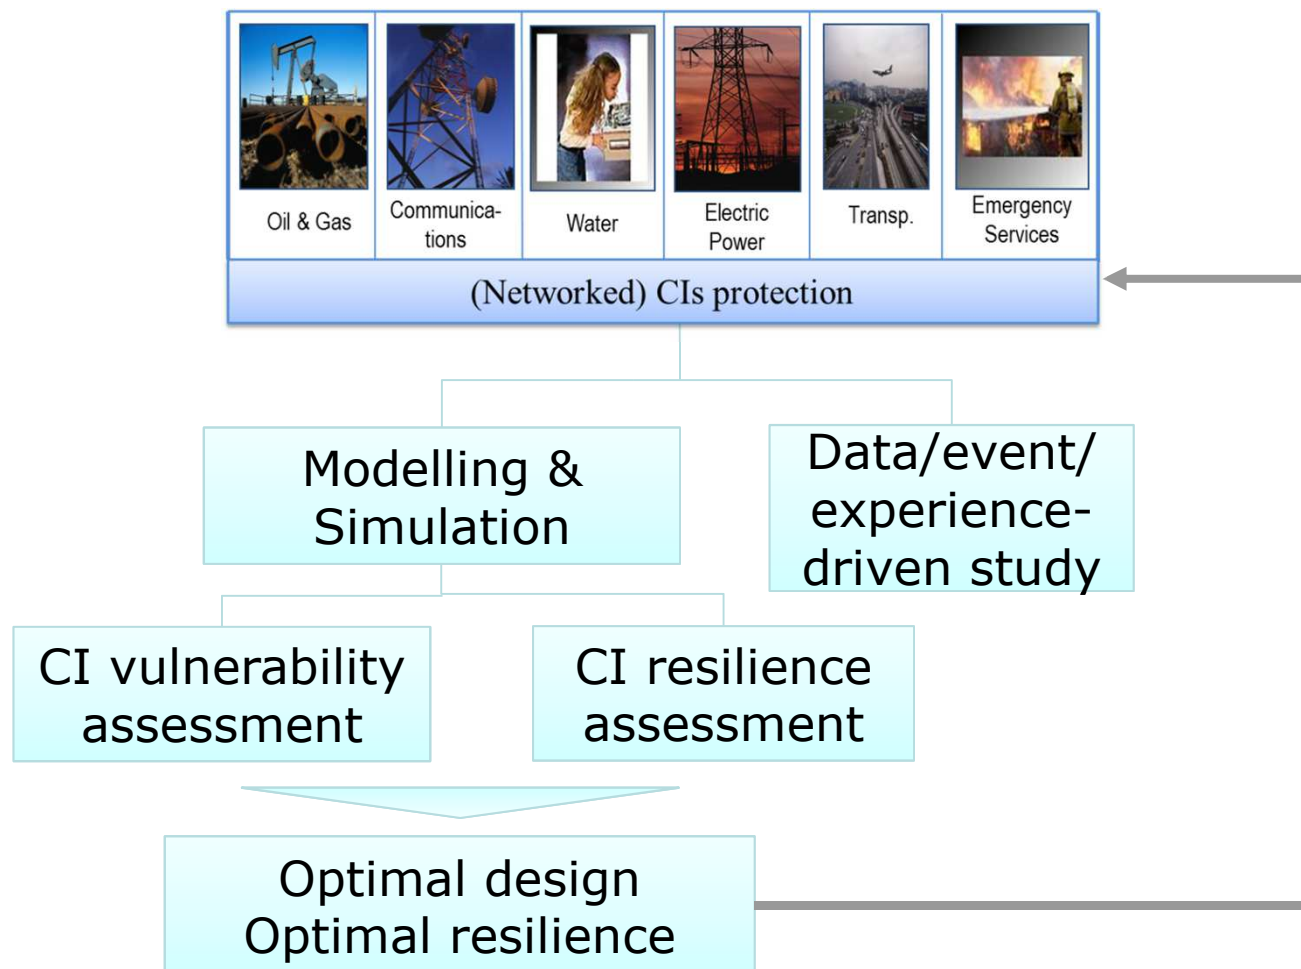 Oil & Gas
Communica-
tions
Water
Electric
Power
Transp.
Emergency
Services
(Networked) CIs protection
Modelling &
Simulation
Data/event/
experience-
driven study
CI vulnerability
assessment
CI resilience
assessment
Optimal design
Optimal resilience